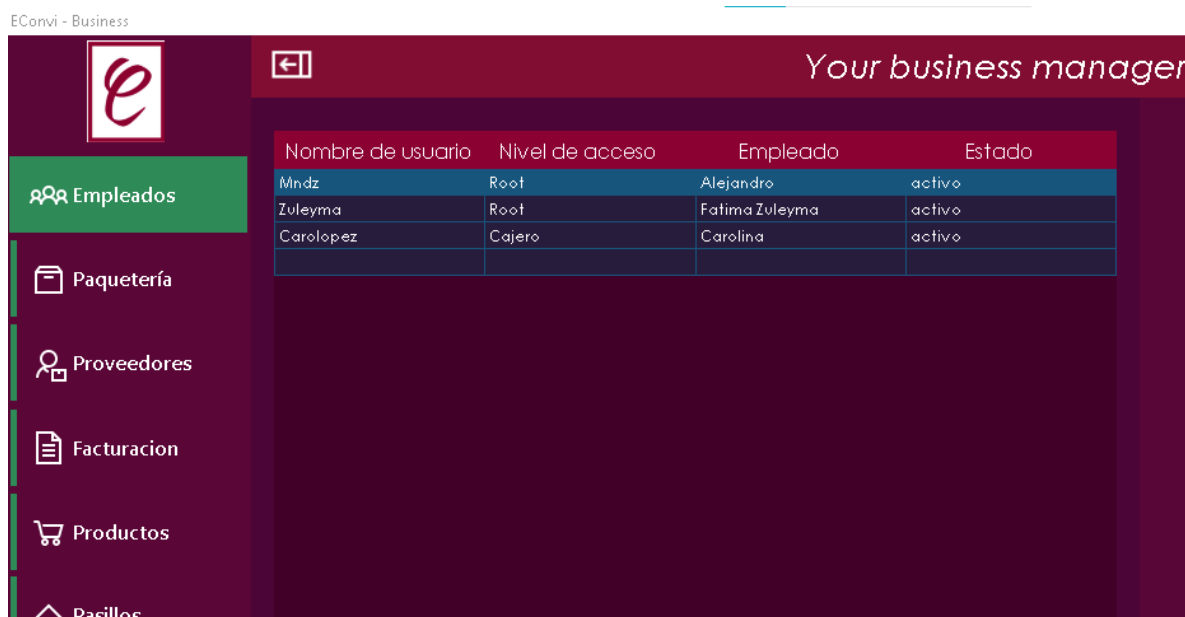 EConvi - Business
Your business manager
Nombre de usuario Nivel de acceso Empleado Estado
Mndz Root Alejandro activo
Zuleyma Root Fatima Zuleyma activo
Carolopez Cajero Carolina activo
Empleados
Paquetería
Proveedores
Facturacion
Productos
Pasillos